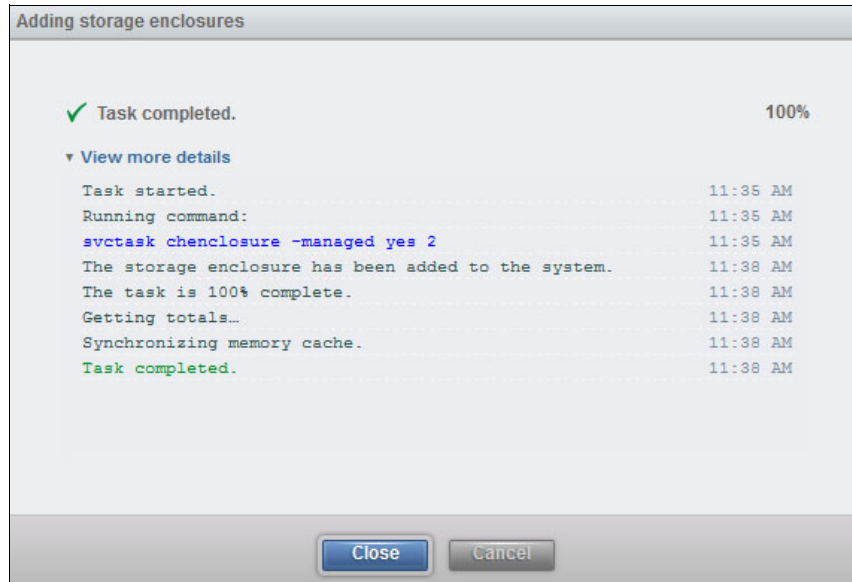 Adding storage enclosures
✓ Task completed. 100%
▾ View more details
Task started. 11:35 AM
Running command: 11:35 AM
svctask chenclosure -managed yes 2 11:35 AM
The storage enclosure has been added to the system. 11:38 AM
The task is 100% complete. 11:38 AM
Getting totals… 11:38 AM
Synchronizing memory cache. 11:38 AM
Task completed. 11:38 AM
Close Cancel